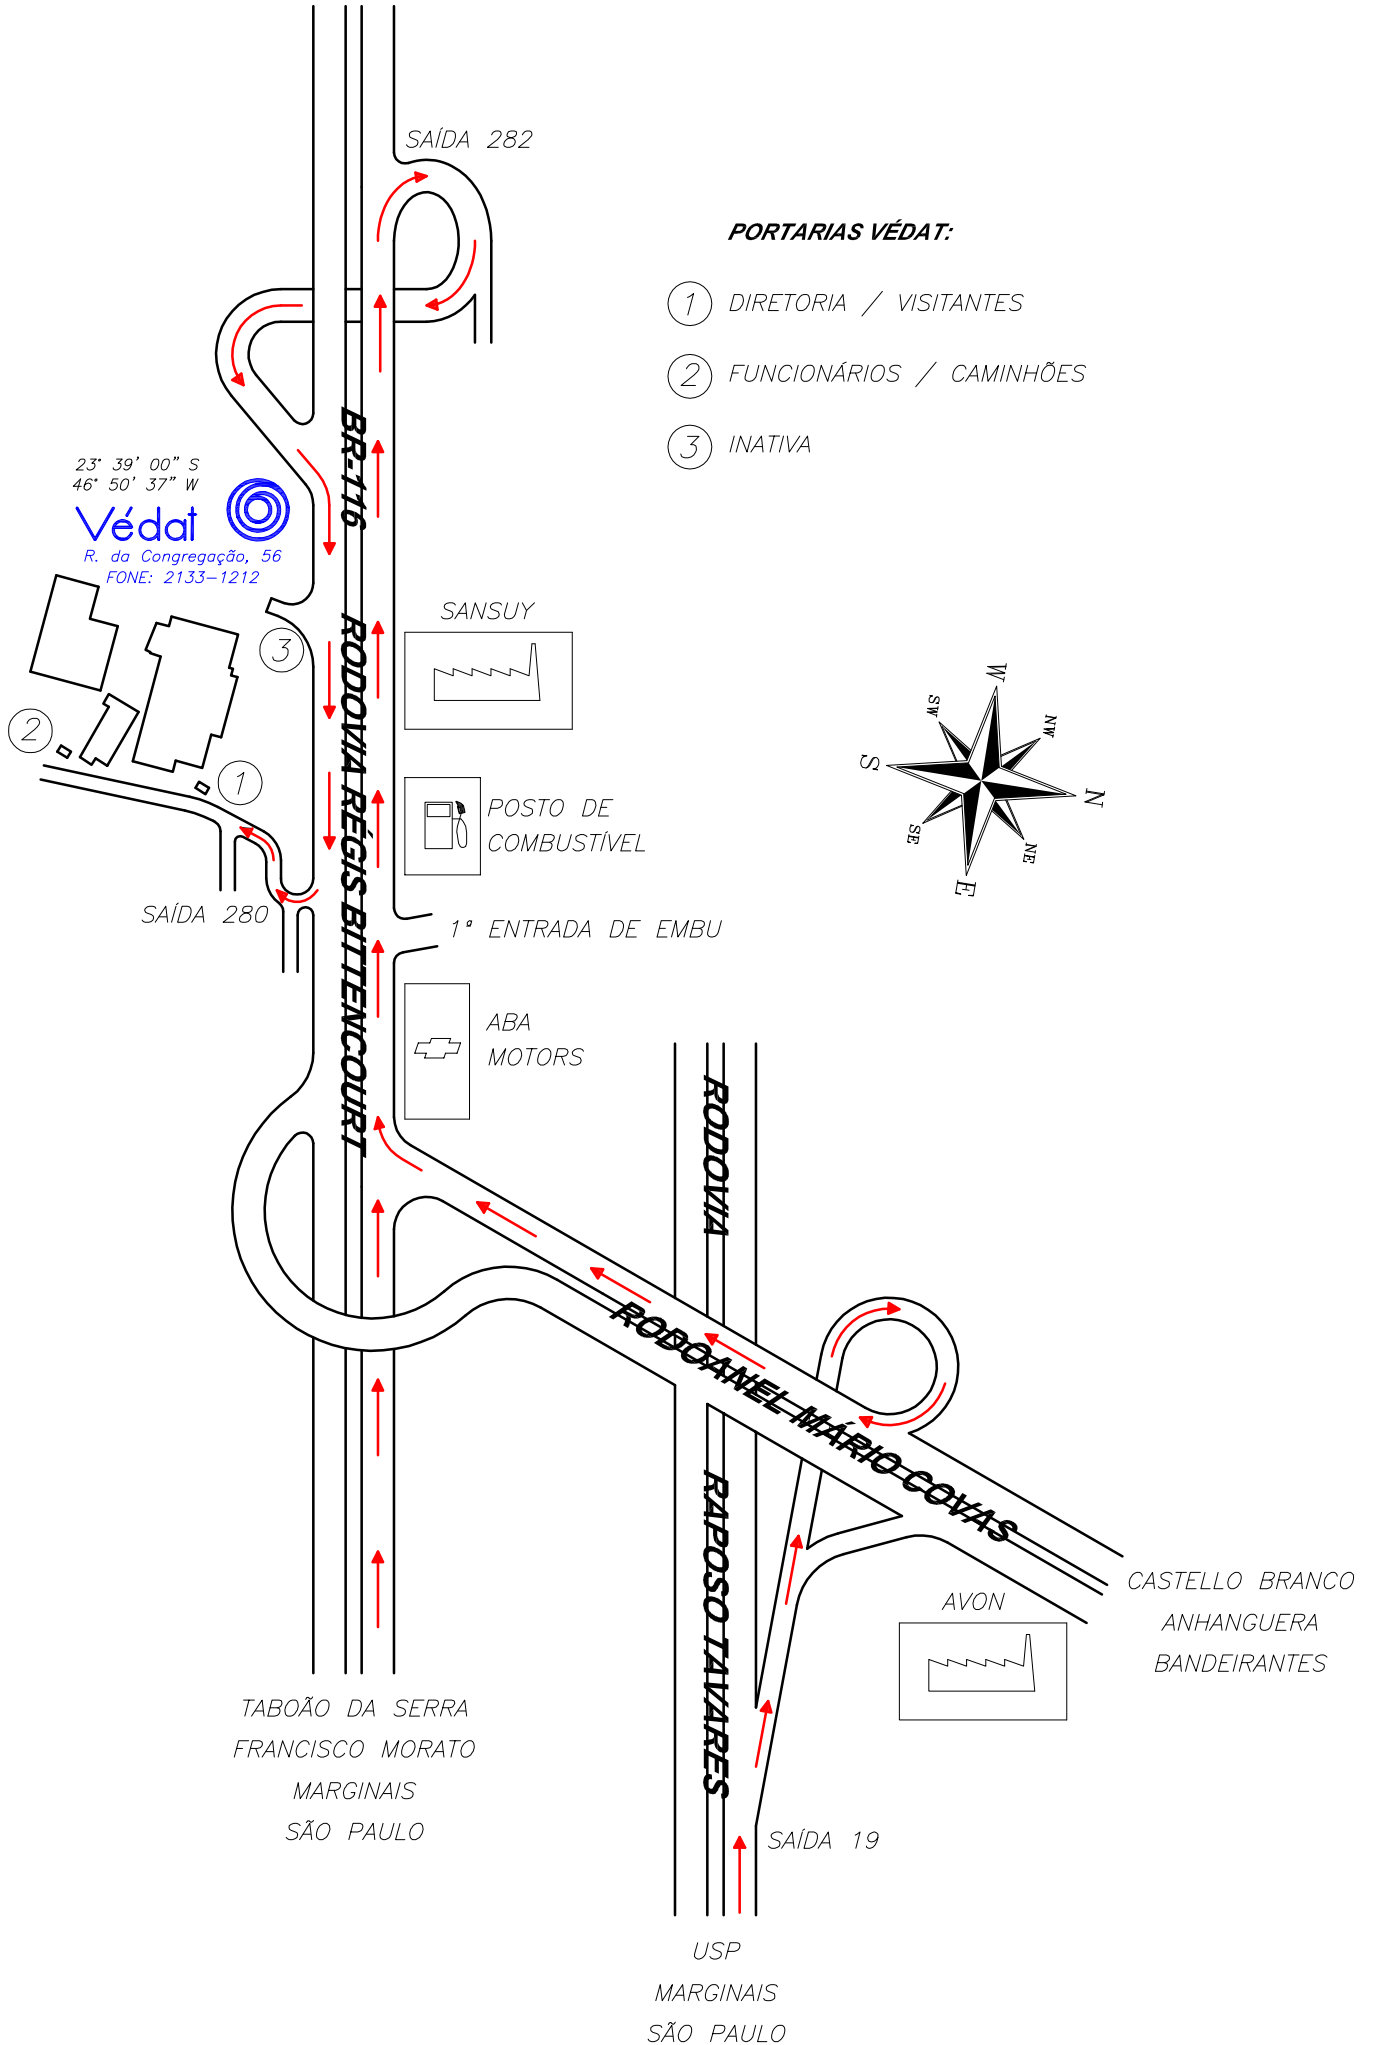 SAÍDA 282
PORTARIAS VÉDAT:
1 DIRETORIA / VISITANTES
2 FUNCIONÁRIOS / CAMINHÕES
3 INATIVA
23° 39' 00" S
46° 50' 37" W
Védat
R. da Congregação, 56
FONE: 2133-1212
BR-116 RODOVIA RÉGIS BITTENCOURT
SANSUY
3
2
1
W
NW
N
NE
E
SE
S
SW
POSTO DE
COMBUSTÍVEL
SAÍDA 280
1ª ENTRADA DE EMBU
ABA
MOTORS
RODOVIA RAPOSO TAVARES
RODOANEL MÁRIO COVAS
CASTELLO BRANCO
ANHANGUERA
BANDEIRANTES
AVON
TABOÃO DA SERRA
FRANCISCO MORATO
MARGINAIS
SÃO PAULO
SAÍDA 19
USP
MARGINAIS
SÃO PAULO